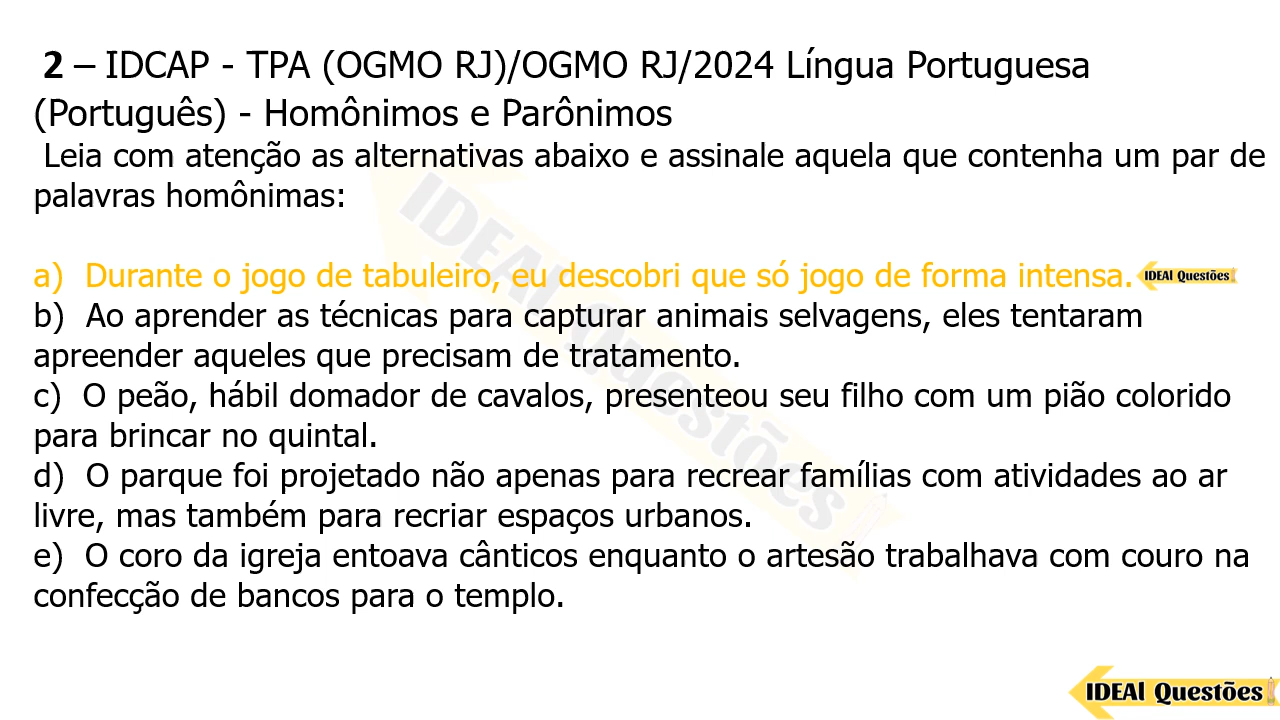 2 – IDCAP - TPA (OGMO RJ)/OGMO RJ/2024 Língua Portuguesa
(Português) - Homônimos e Parônimos
Leia com atenção as alternativas abaixo e assinale aquela que contenha um par de
palavras homônimas:
a) Durante o jogo de tabuleiro, eu descobri que só jogo de forma intensa. IDEAl Questões
b) Ao aprender as técnicas para capturar animais selvagens, eles tentaram
apreender aqueles que precisam de tratamento.
c) O peão, hábil domador de cavalos, presenteou seu filho com um pião colorido
para brincar no quintal.
d) O parque foi projetado não apenas para recrear famílias com atividades ao ar
livre, mas também para recriar espaços urbanos.
e) O coro da igreja entoava cânticos enquanto o artesão trabalhava com couro na
confecção de bancos para o templo.
IDEAl Questões
IDEAl Questões